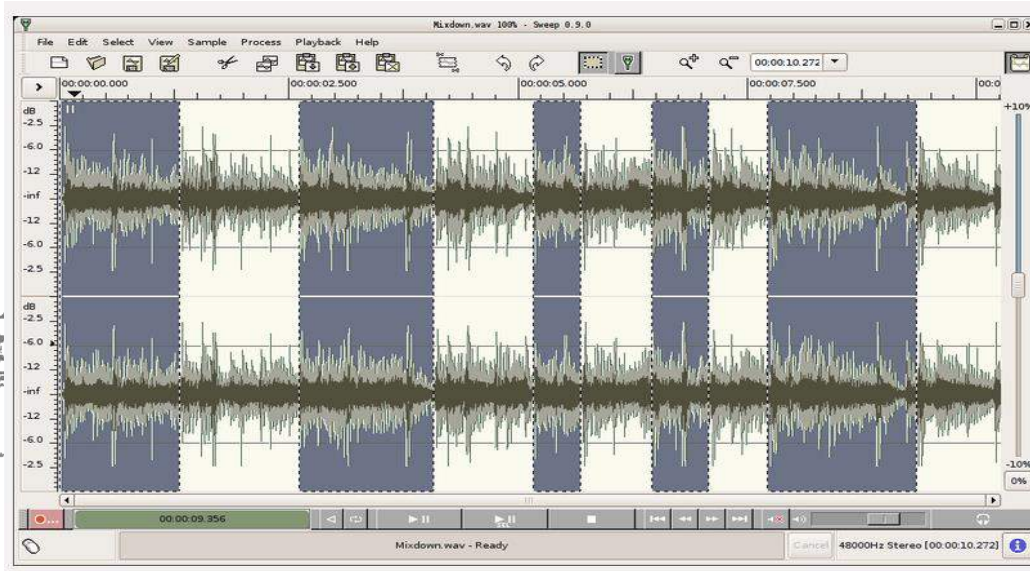 Mixdown.wav 100% - Sweep 0.9.0
File Edit Select View Sample Process Playback Help
00:00:10.272
00:00:00.000 00:00:02.500 00:00:05.000 00:00:07.500 00:0
dB +10%
-2.5
-6.0
-12
-inf
-12
-6.0
-2.5
dB
-2.5
-6.0
-12
-inf
-12
-6.0
-2.5 -10%
0%
00:00:09.356
Mixdown.wav - Ready Cancel 48000Hz Stereo [00:00:10.272]